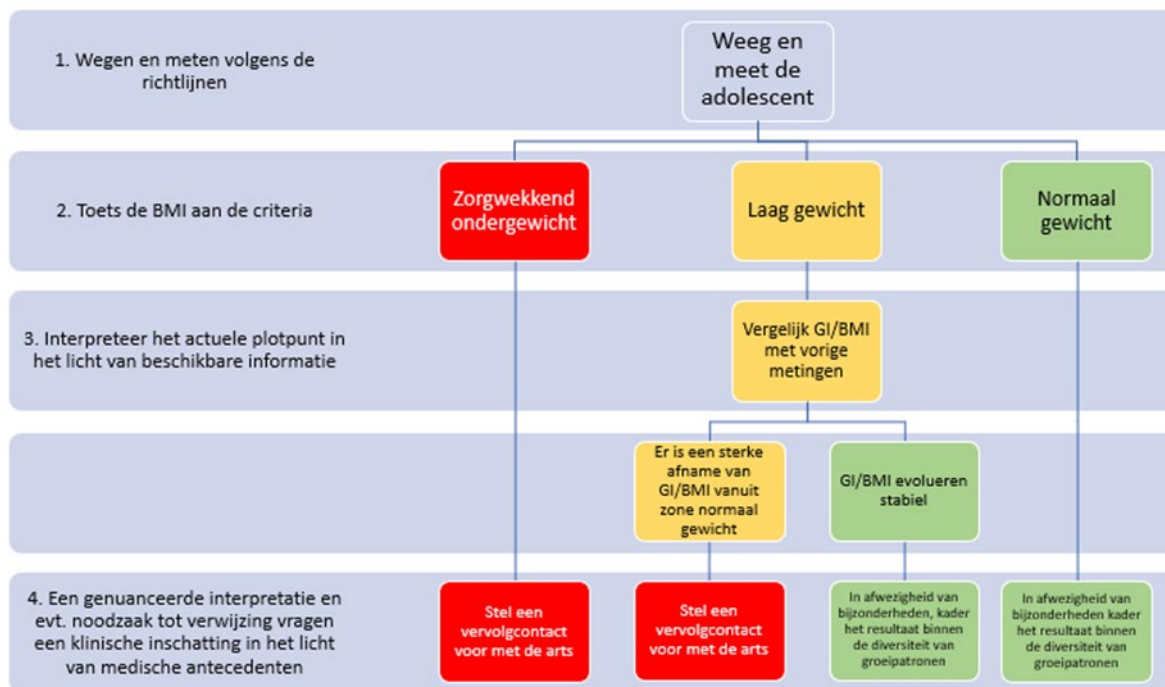 1. Wegen en meten volgens de
richtlijnen
Weeg en
meet de
adolescent
2. Toets de BMI aan de criteria
Zorgwekkend
ondergewicht
Laag gewicht
Normaal
gewicht
3. Interpreteer het actuele plotpunt in
het licht van beschikbare informatie
Vergelijk GI/BMI
met vorige
metingen
Er is een sterke
afname van
GI/BMI vanuit
zone normaal
gewicht
GI/BMI evolueren
stabiel
4. Een genuanceerde interpretatie en
evt. noodzaak tot verwijzing vragen
een klinische inschatting in het licht
van medische antecedenten
Stel een
vervolgcontact
voor met de arts
Stel een
vervolgcontact
voor met de arts
In afwezigheid van
bijzonderheden, kader
het resultaat binnen
de diversiteit van
groeipatronen
In afwezigheid van
bijzonderheden kader
het resultaat binnen
de diversiteit van
groeipatronen